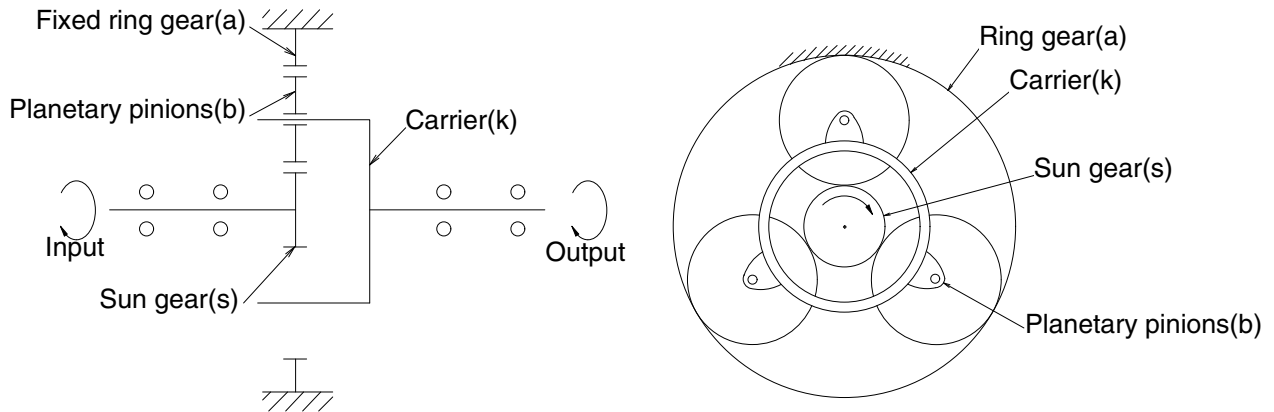 Fixed ring gear(a)
Planetary pinions(b)
Carrier(k)
Input
Output
Sun gear(s)
Ring gear(a)
Carrier(k)
Sun gear(s)
Planetary pinions(b)